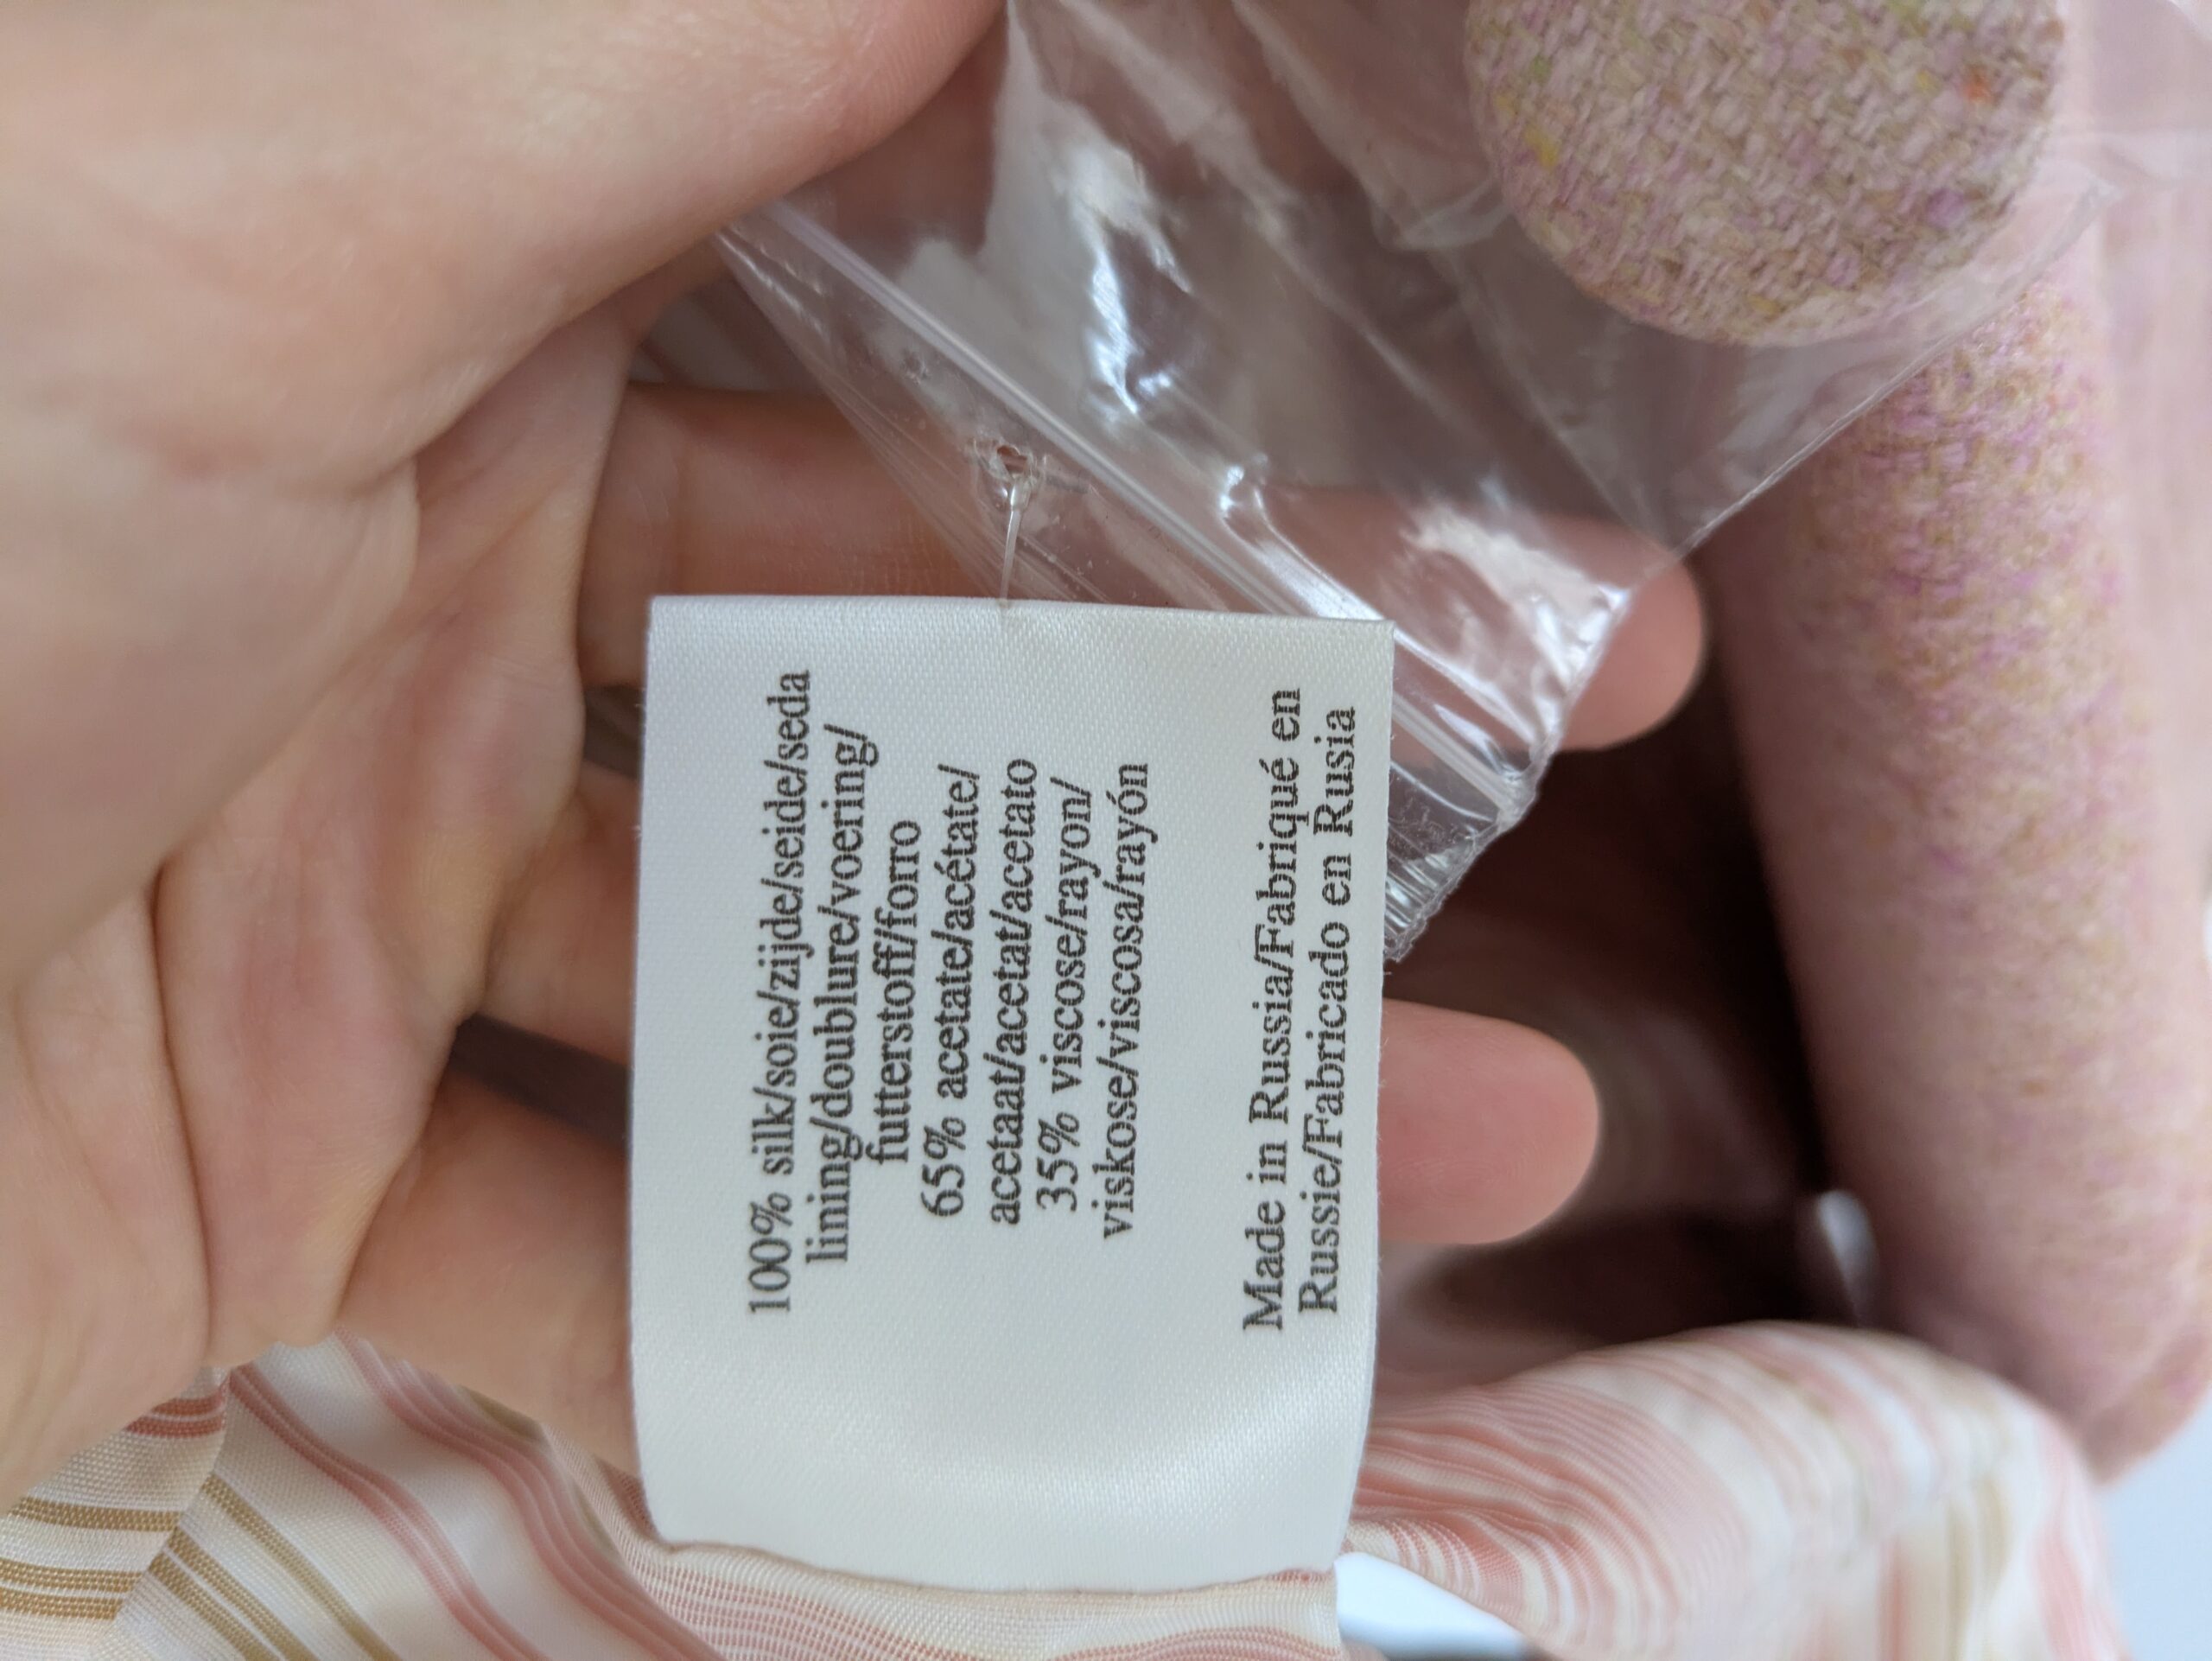 100% silk/soie/zijde/seide/seda
lining/doublure/voering/
futterstoff/forro
65% acetate/acétate/
acetaat/acetat/acetato
35% viscose/rayon/
viskose/viscosa/rayón
Made in Russia/Fabriqué en
Russie/Fabricado en Rusia